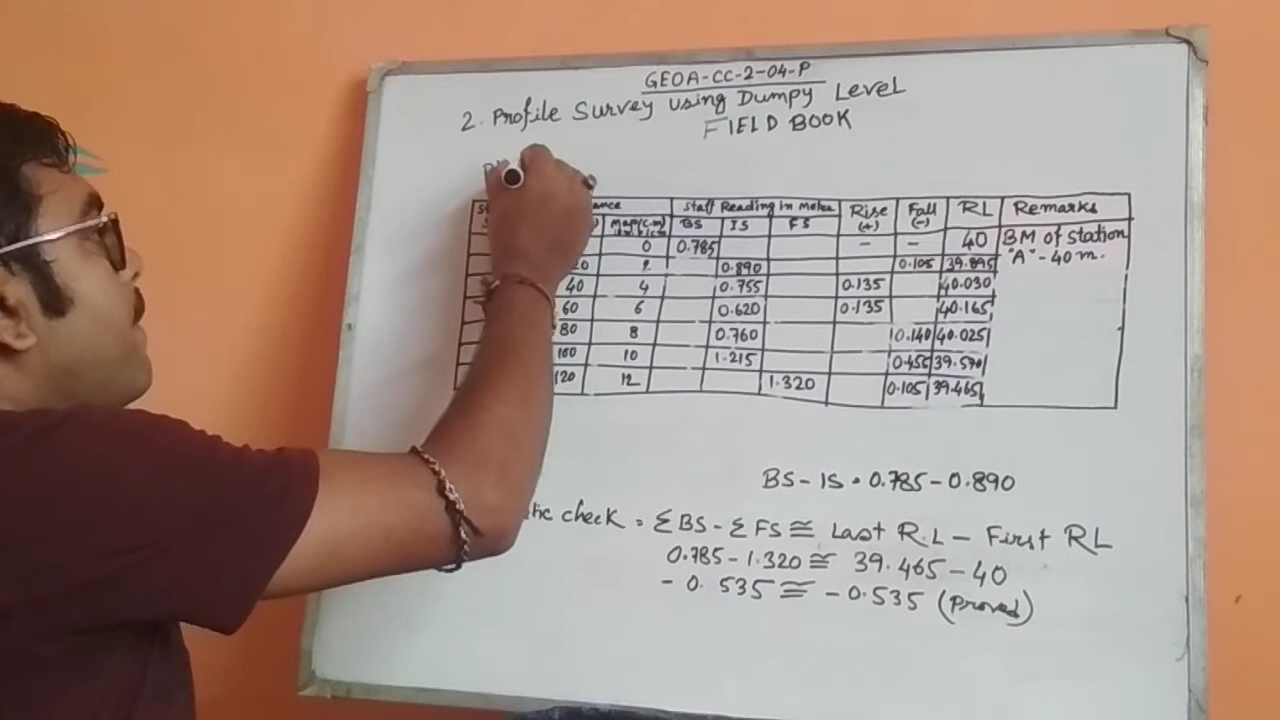 GEOA-CC-2-04-P
2. Profile Survey using Dumpy Level
FIELD BOOK
Staff Reading in Meter Rise (+) Fall (-) RL Remarks
BS IS FS
0 0.785 - - 40 BM of station
2 0.890 0.105 39.895 "A" - 40 m.
40 4 0.755 0.135 40.030
60 6 0.620 0.135 40.165
80 8 0.760 0.140 40.025
100 10 1.215 0.455 39.570
120 12 1.320 0.105 39.465
BS - IS = 0.785 - 0.890
check = ΣBS - ΣFS ≅ Last R.L - First RL
0.785 - 1.320 ≅ 39.465 - 40
- 0.535 ≅ - 0.535 (Proved)